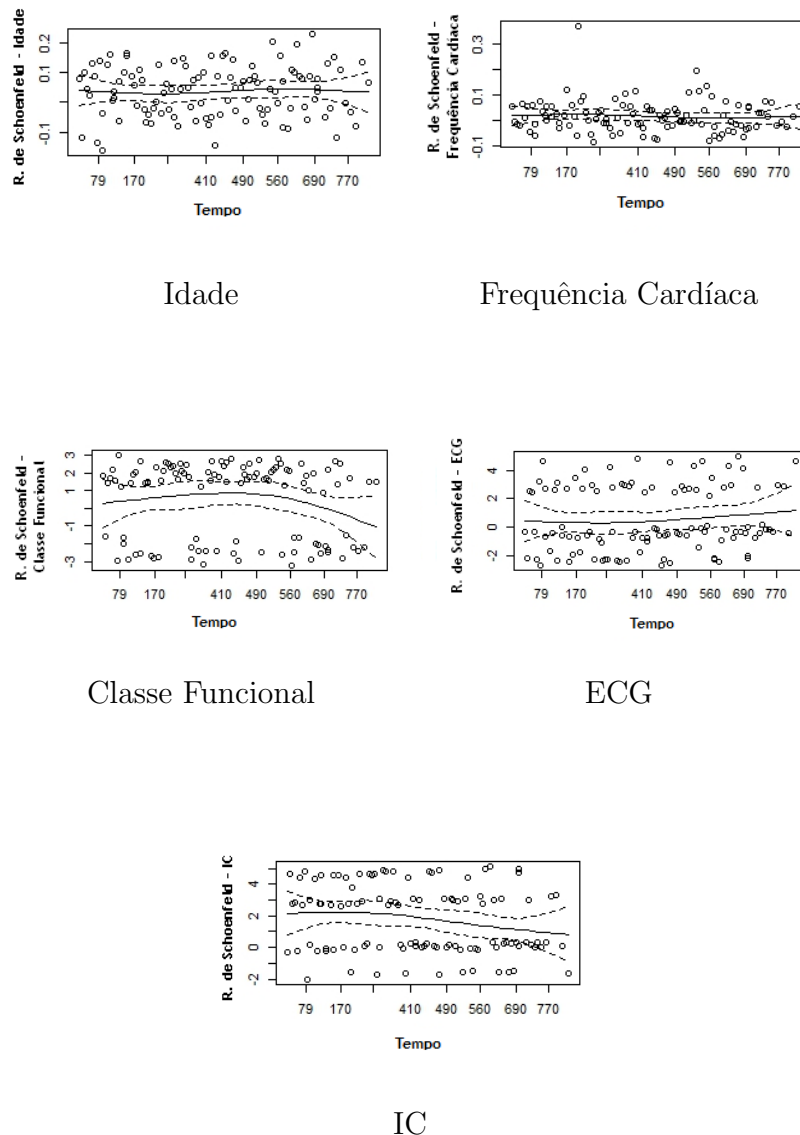 R. de Schoenfeld - Idade
0.2
0.1
-0.1
79 170 410 490 560 690 770
Tempo
Idade
R. de Schoenfeld -
Frequência Cardíaca
0.3
0.1
-0.1
79 170 410 490 560 690 770
Tempo
Frequência Cardíaca
R. de Schoenfeld -
Classe Funcional
3
2
1
-1
-3
79 170 410 490 560 690 770
Tempo
Classe Funcional
R. de Schoenfeld - ECG
4
2
0
-2
79 170 410 490 560 690 770
Tempo
ECG
R. de Schoenfeld - IC
4
2
0
-2
79 170 410 490 560 690 770
Tempo
IC